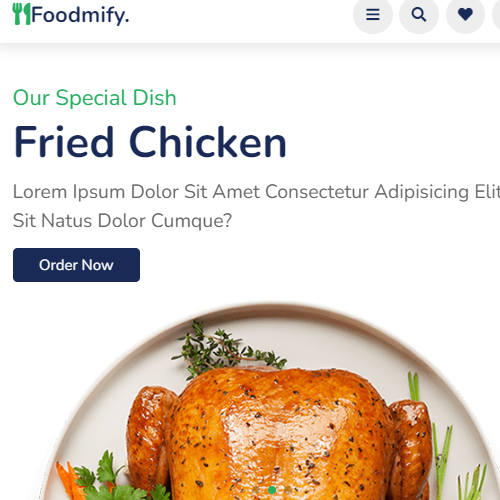 Foodmify.
Our Special Dish
Fried Chicken
Lorem Ipsum Dolor Sit Amet Consectetur Adipisicing Elit
Sit Natus Dolor Cumque?
Order Now